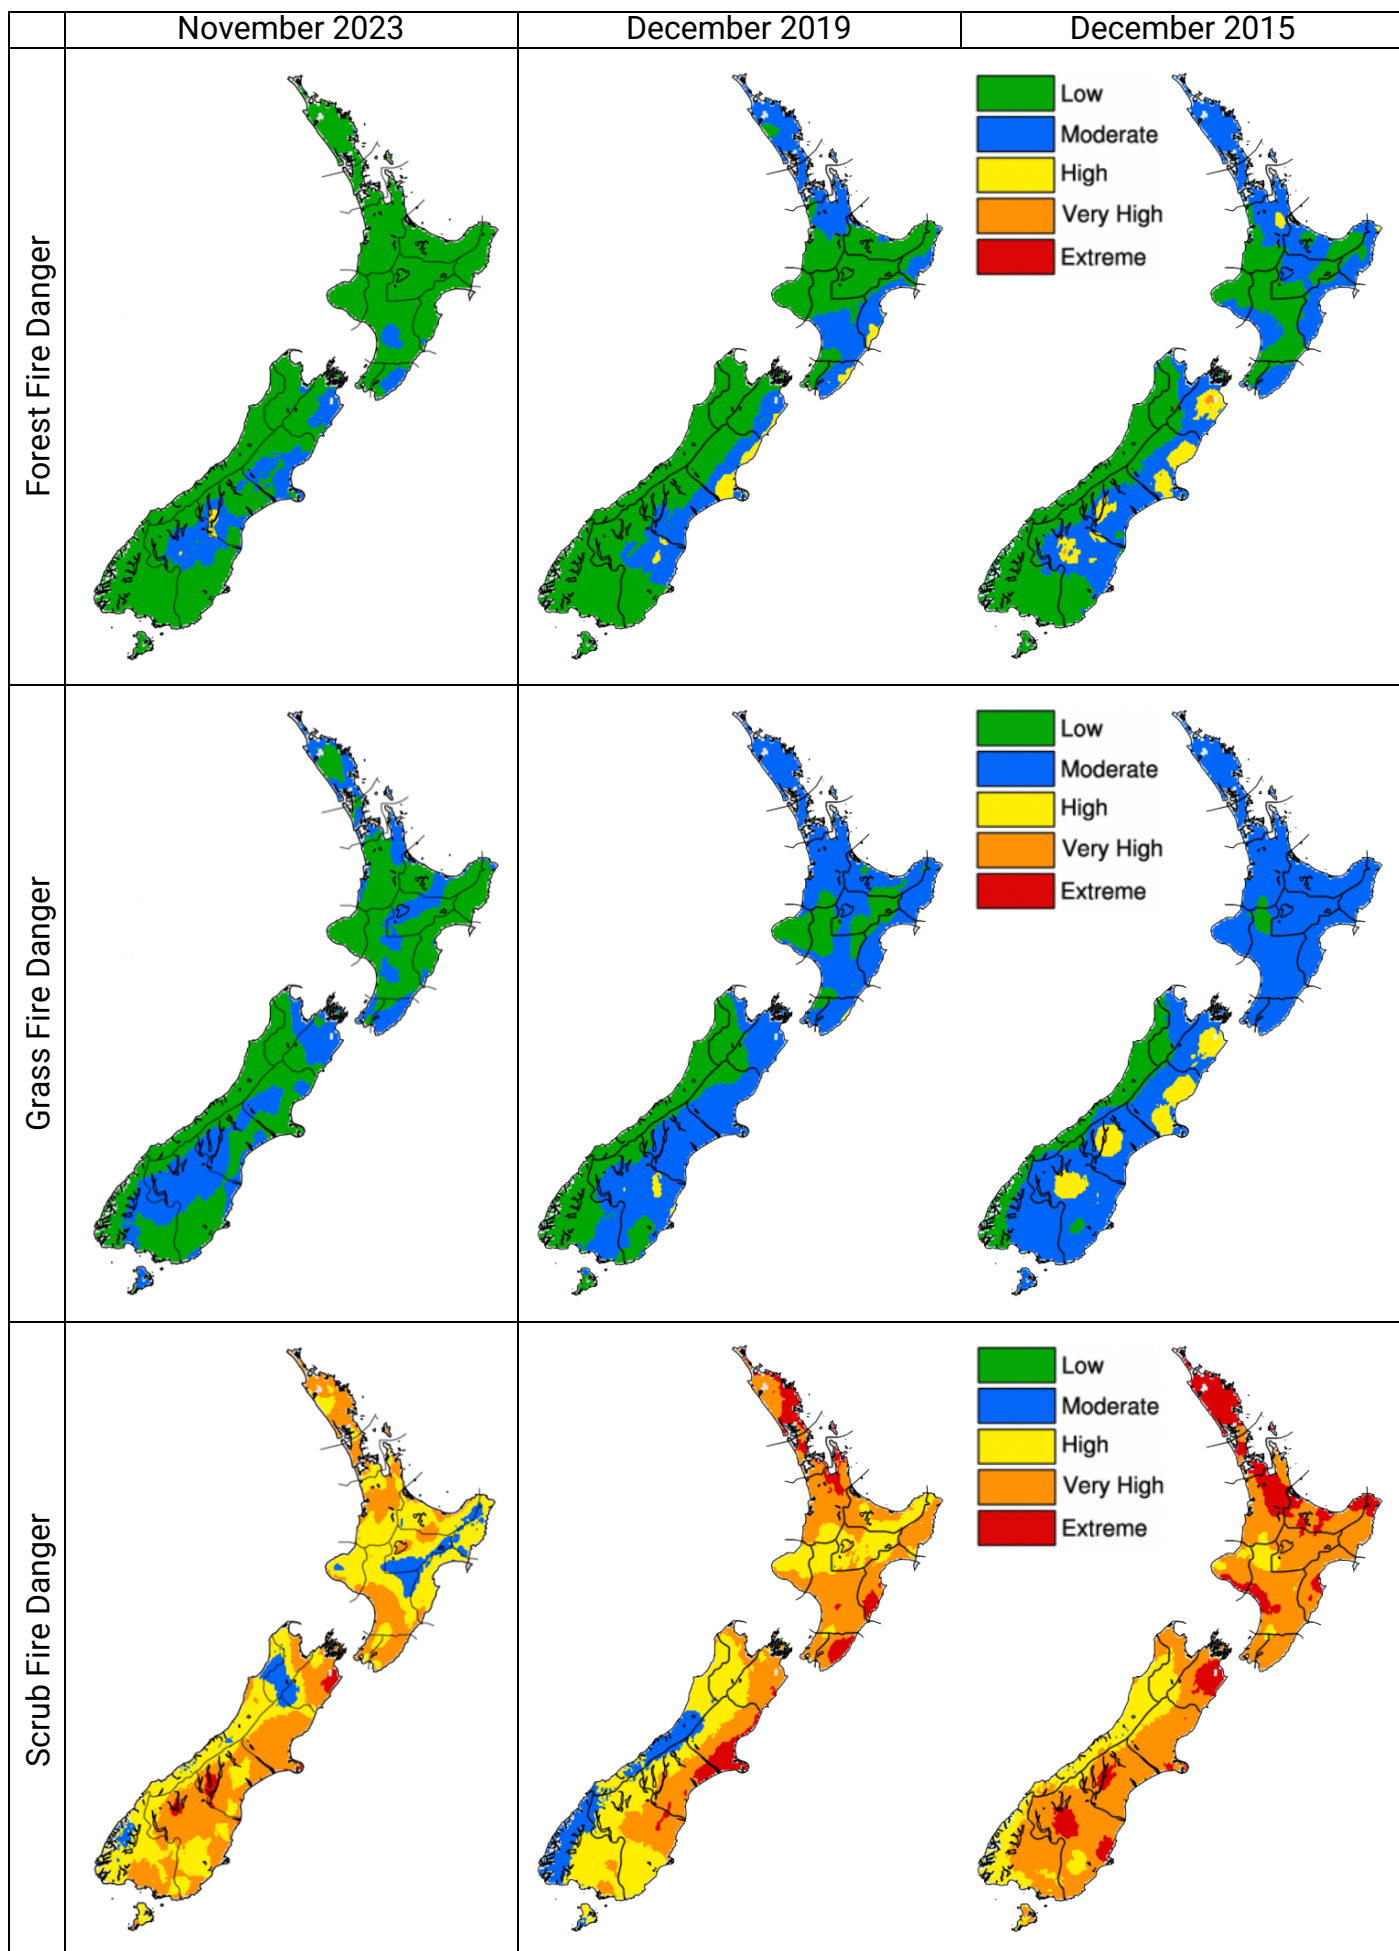 November 2023
December 2019
December 2015
Forest Fire Danger
Low
Moderate
High
Very High
Extreme
Grass Fire Danger
Low
Moderate
High
Very High
Extreme
Scrub Fire Danger
Low
Moderate
High
Very High
Extreme